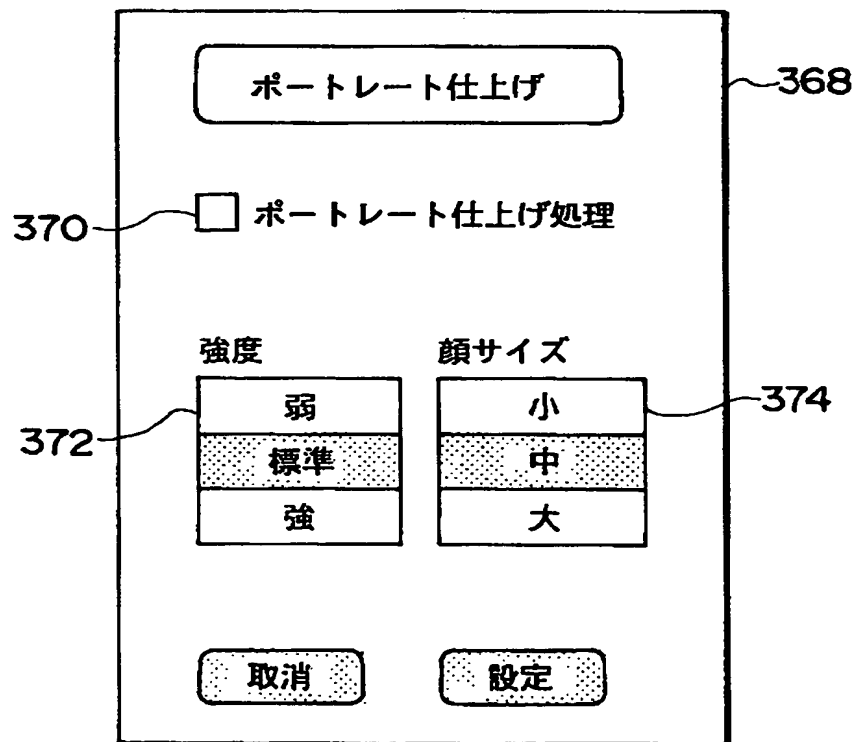 ポートレート仕上げ
368
370
ポートレート仕上げ処理
強度
顔サイズ
372
弱
標準
強
小
中
大
374
取消
設定